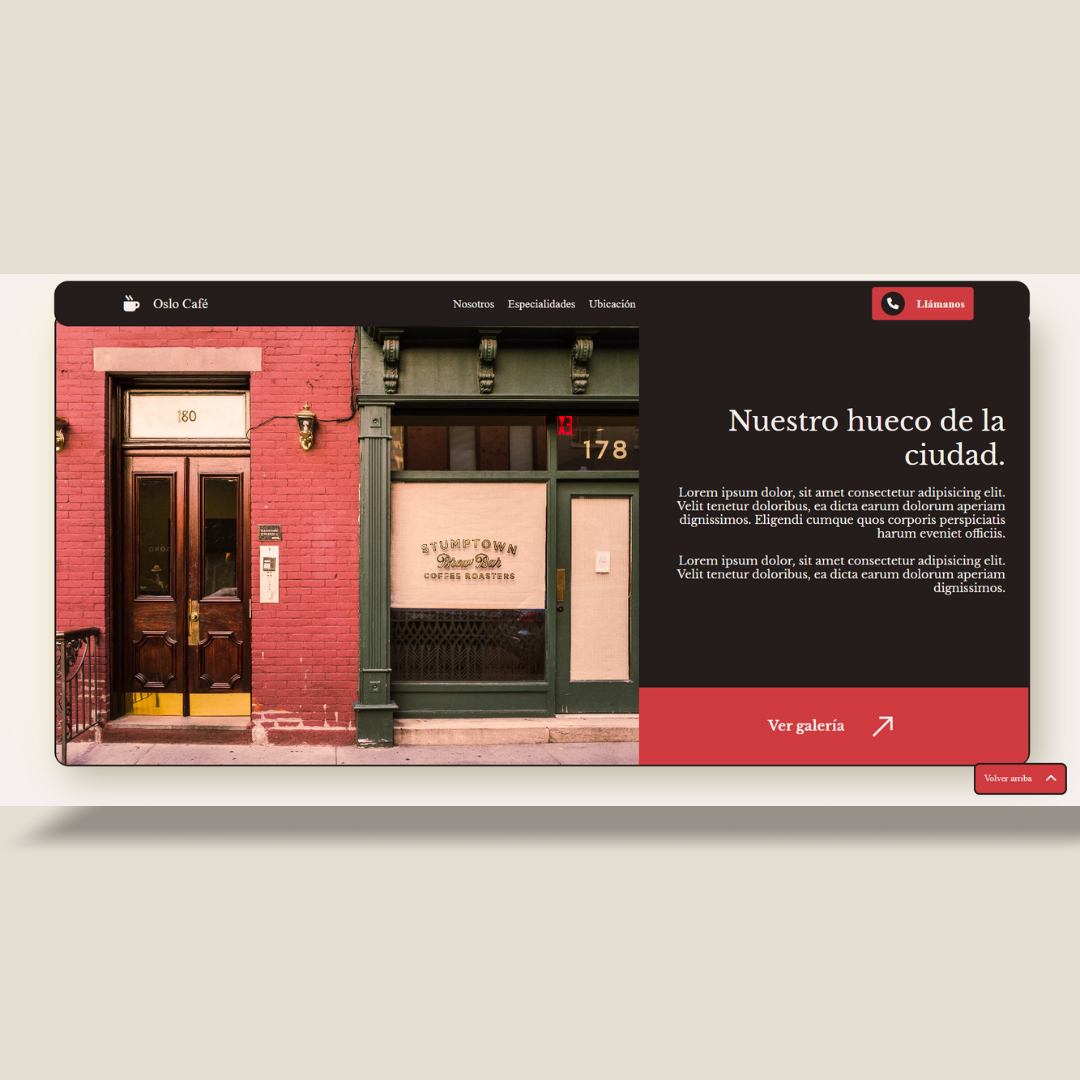 Oslo Café
Nosotros Especialidades Ubicación
Llámanos
180
178
STUMPTOWN
Brew Bar
COFFEE ROASTERS
Nuestro hueco de la
ciudad.
Lorem ipsum dolor, sit amet consectetur adipisicing elit.
Velit tenetur doloribus, ea dicta earum dolorum aperiam
dignissimos. Eligendi cumque quos corporis perspiciatis
harum eveniet officiis.
Lorem ipsum dolor, sit amet consectetur adipisicing elit.
Velit tenetur doloribus, ea dicta earum dolorum aperiam
dignissimos.
Ver galería
Volver arriba